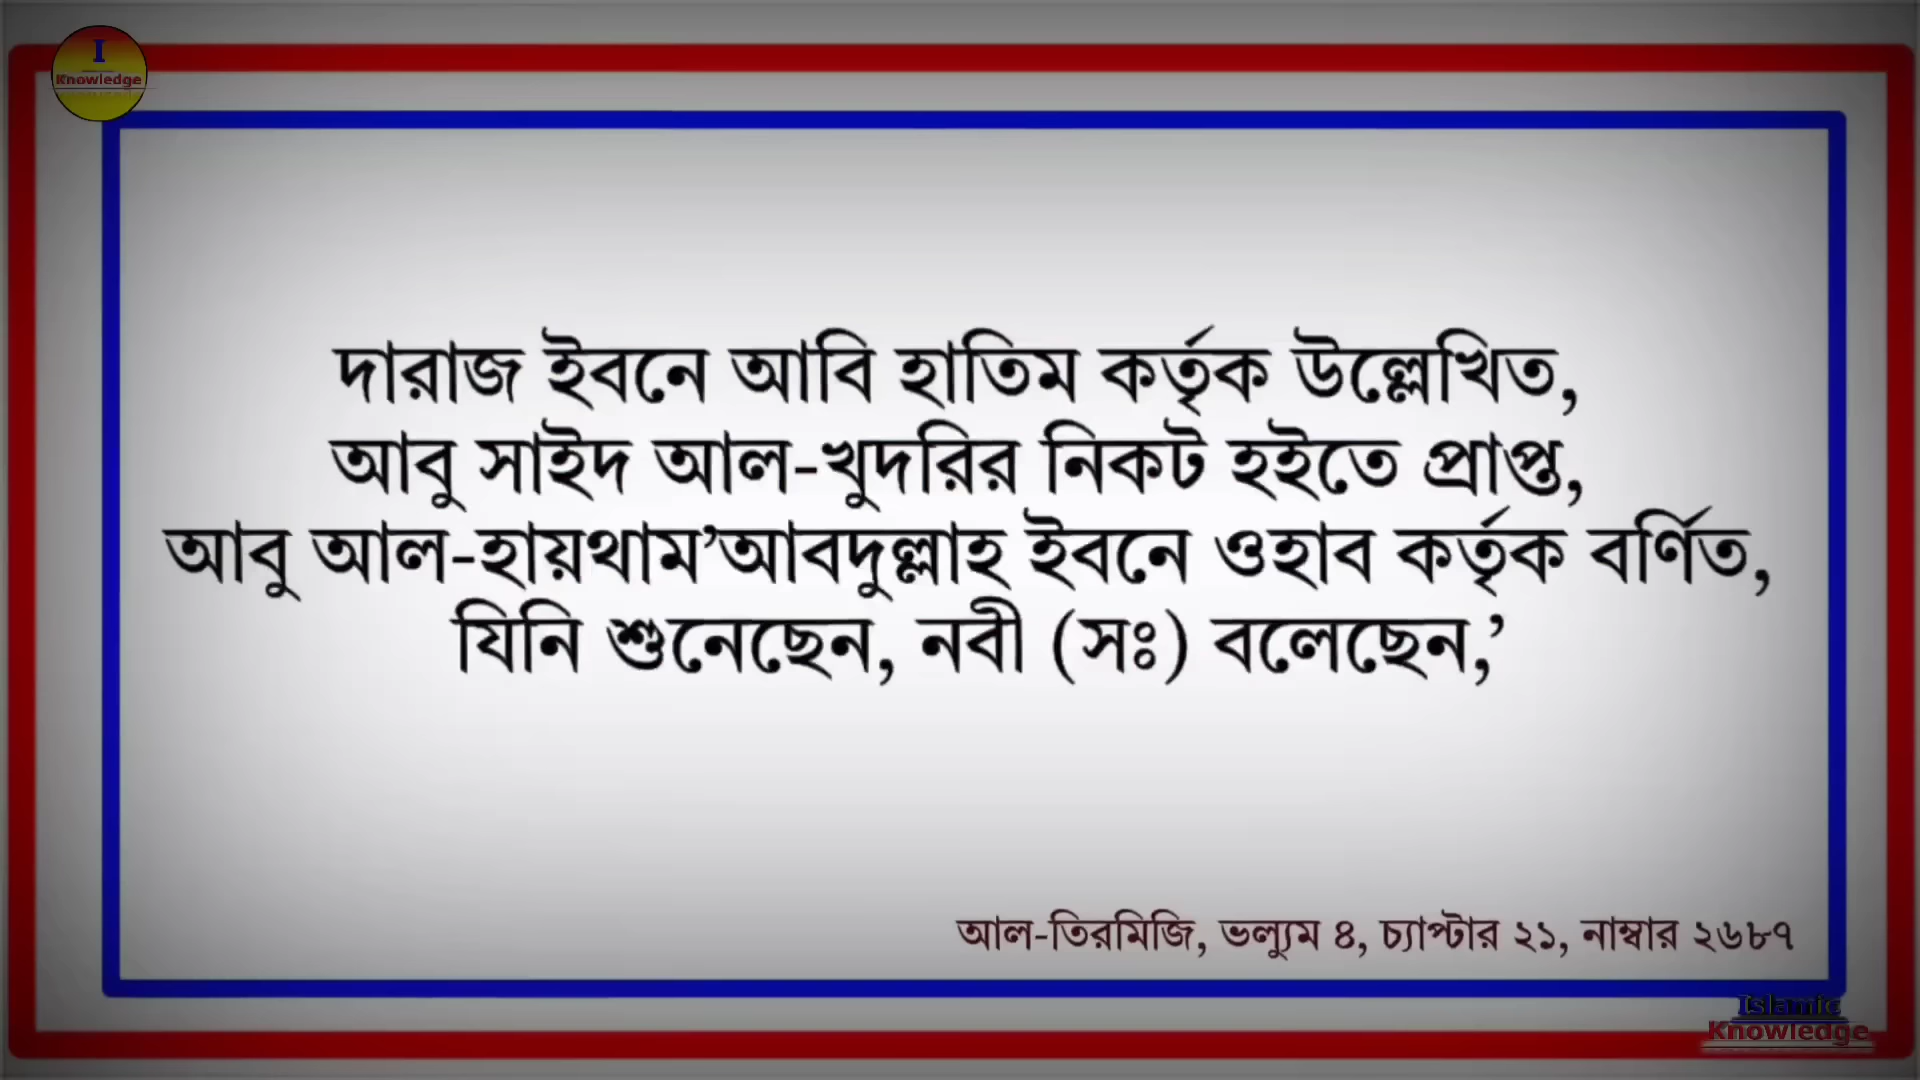 I
Knowledge
দারাজ ইবনে আবি হাতিম কর্তৃক উল্লেখিত,
আবু সাইদ আল-খুদরির নিকট হইতে প্রাপ্ত,
আবু আল-হায়থাম’আবদুল্লাহ ইবনে ওহাব কর্তৃক বর্ণিত,
যিনি শুনেছেন, নবী (সঃ) বলেছেন,’
আল-তিরমিজি, ভল্যুম ৪, চ্যাপ্টার ২১, নাম্বার ২৬৮৭
Islamic
Knowledge